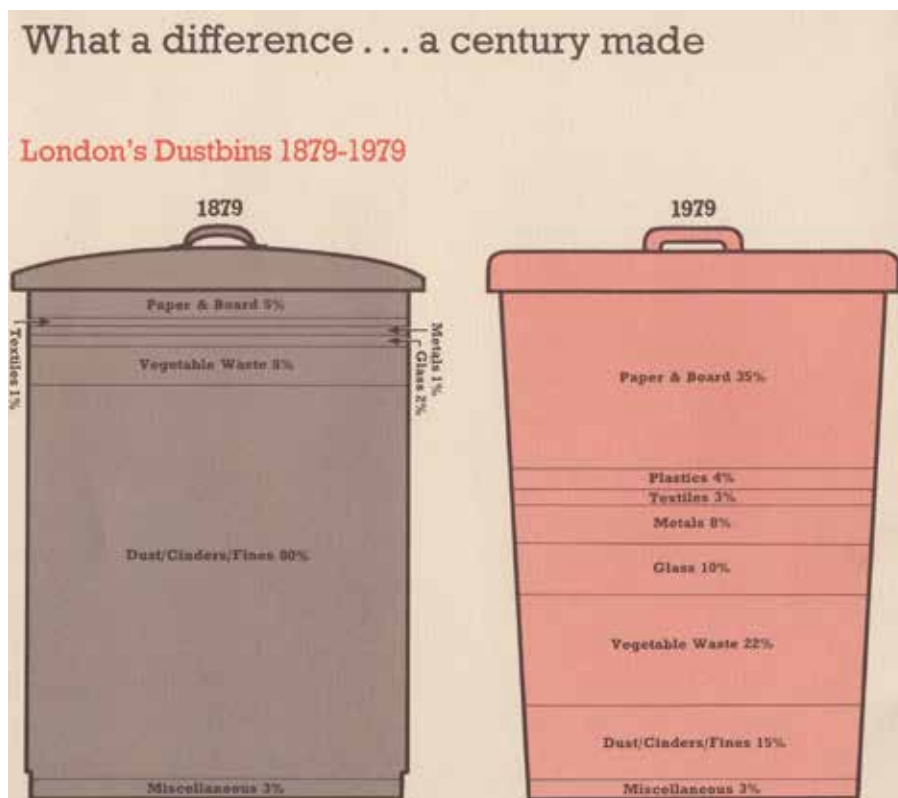 What a difference . . . a century made
London's Dustbins 1879-1979
1879
Paper & Board 5%
Textiles 1%
Metals 1%
Glass 2%
Vegetable Waste 8%
Dust/Cinders/Fines 80%
Miscellaneous 3%
1979
Paper & Board 35%
Plastics 4%
Textiles 3%
Metals 8%
Glass 10%
Vegetable Waste 22%
Dust/Cinders/Fines 15%
Miscellaneous 3%